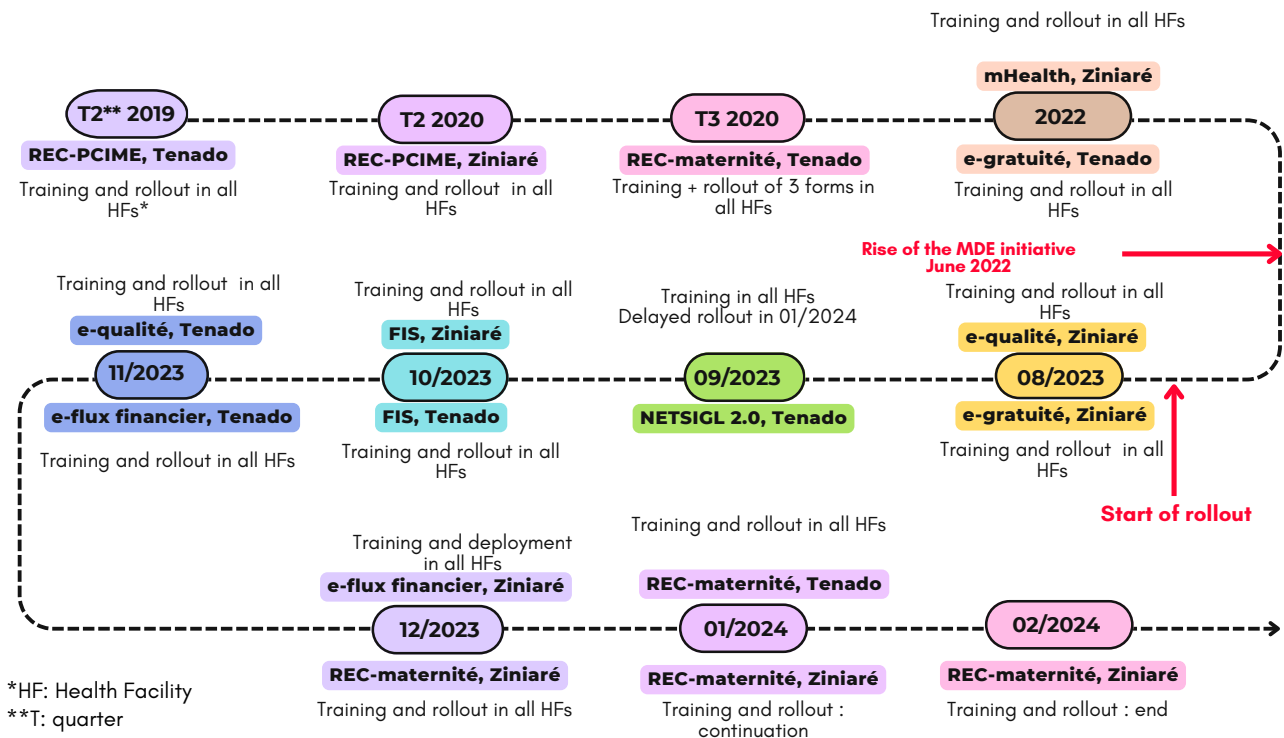 T2** 2019
REC-PCIME, Tenado
Training and rollout in all
HFs*
T2 2020
REC-PCIME, Ziniaré
Training and rollout in all
HFs
T3 2020
REC-maternité, Tenado
Training + rollout of 3 forms in
all HFs
Training and rollout in all HFs
mHealth, Ziniaré
2022
e-gratuité, Tenado
Training and rollout in all
HFs
Rise of the MDE initiative
June 2022
Training and rollout in all
HFs
e-qualité, Ziniaré
08/2023
e-gratuité, Ziniaré
Training and rollout in all
HFs
Start of rollout
Training in all HFs
Delayed rollout in 01/2024
09/2023
NETSIGL 2.0, Tenado
Training and rollout in all
HFs
FIS, Ziniaré
10/2023
FIS, Tenado
Training and rollout in all
HFs
Training and rollout in all
HFs
e-qualité, Tenado
11/2023
e-flux financier, Tenado
Training and rollout in all HFs
Training and deployment
in all HFs
e-flux financier, Ziniaré
12/2023
REC-maternité, Ziniaré
Training and rollout in all HFs
Training and rollout in all HFs
REC-maternité, Tenado
01/2024
REC-maternité, Ziniaré
Training and rollout :
continuation
02/2024
REC-maternité, Ziniaré
Training and rollout : end
*HF: Health Facility
**T: quarter